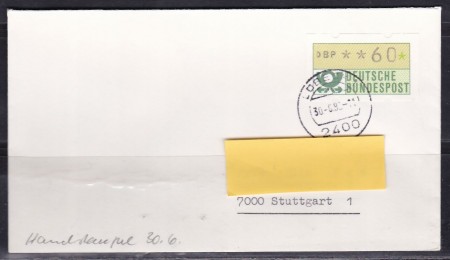 DBP **60*
DEUTSCHE
BUNDESPOST
2400
7000 Stuttgart 1
Handstempel 30.6.